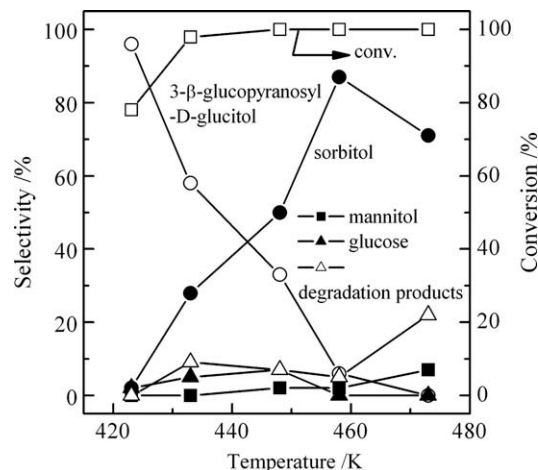 100
80
60
40
20
0
Selectivity /%
100
80
60
40
20
0
Conversion /%
conv.
3-β-glucopyranosyl
-D-glucitol
sorbitol
mannitol
glucose
degradation products
420
440
460
480
Temperature /K